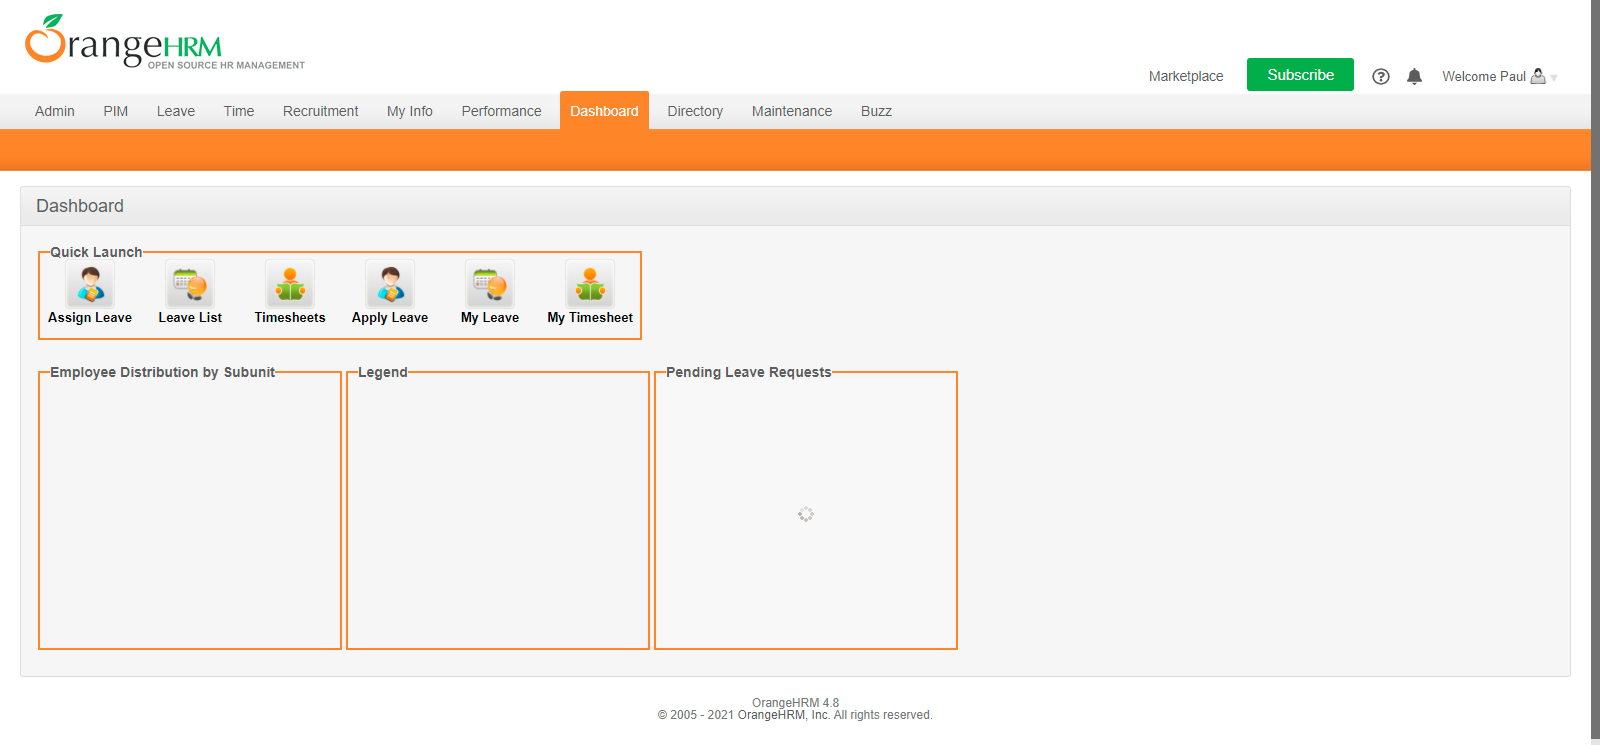 OrangeHRM
OPEN SOURCE HR MANAGEMENT
Marketplace Subscribe Welcome Paul
Admin PIM Leave Time Recruitment My Info Performance Dashboard Directory Maintenance Buzz
Dashboard
Quick Launch
Assign Leave Leave List Timesheets Apply Leave My Leave My Timesheet
Employee Distribution by Subunit Legend Pending Leave Requests
OrangeHRM 4.8
© 2005 - 2021 OrangeHRM, Inc. All rights reserved.